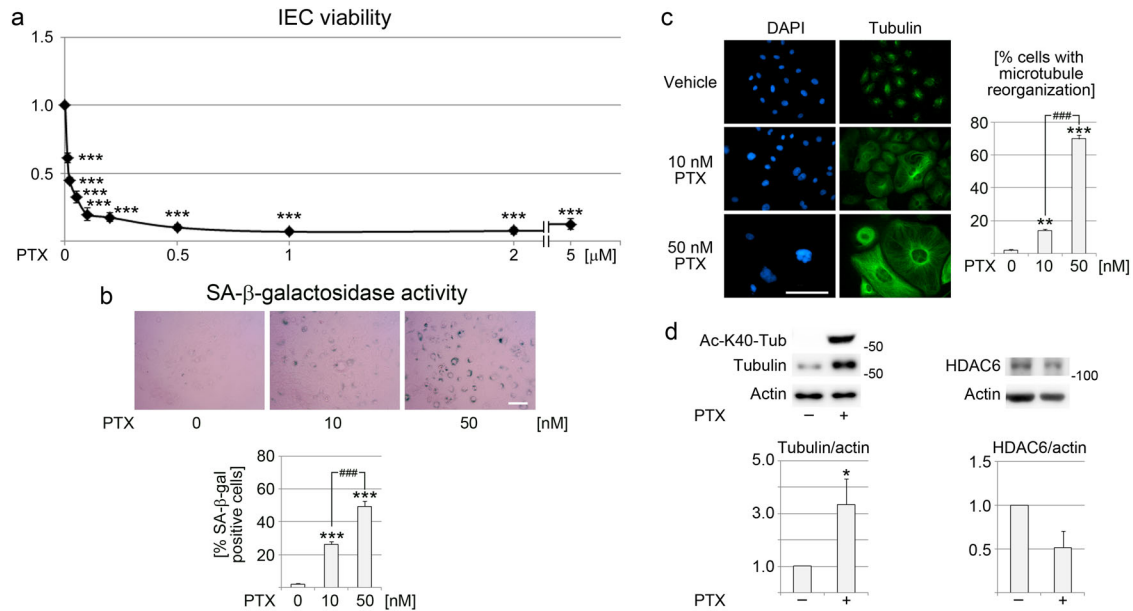 a
IEC viability
1.5
1.0
0.5
***
***
***
***
***
***
***
***
***
PTX 0 0.5 1 2 5 [μM]
b
SA-β-galactosidase activity
PTX 0 10 50 [nM]
[% SA-β-gal
positive cells]
80
60
40
20
***
###
***
PTX 0 10 50 [nM]
c
DAPI Tubulin
Vehicle
10 nM
PTX
50 nM
PTX
[% cells with
microtubule
reorganization]
80
60
40
20
**
###
***
PTX 0 10 50 [nM]
d
Ac-K40-Tub -50
Tubulin -50
Actin
PTX – +
HDAC6 -100
Actin
Tubulin/actin
5.0
3.0
1.0
*
PTX – +
HDAC6/actin
1.5
1.0
0.5
– +